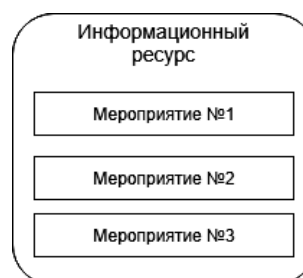 Информационный
ресурс
Мероприятие №1
Мероприятие №2
Мероприятие №3